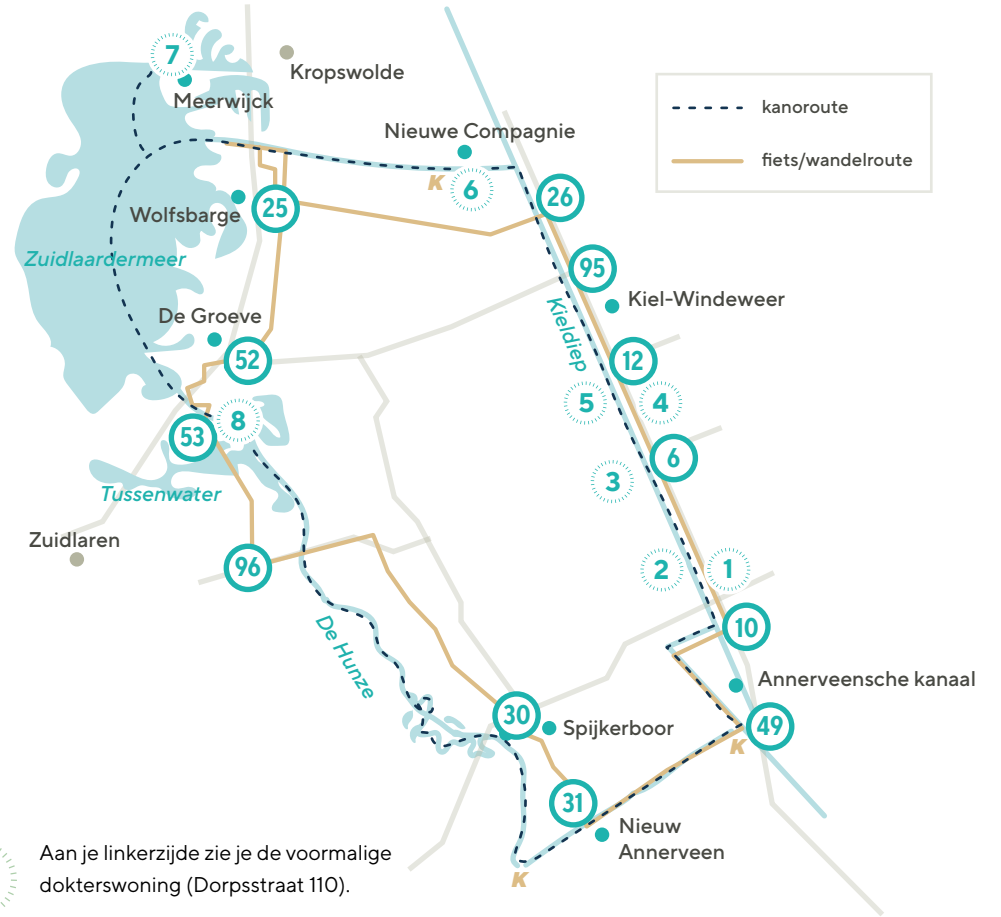 7
Kropswolde
Meerwijck
kanoroute
fiets/wandelroute
Nieuwe Compagnie
K
6
26
Wolfsbarge
25
Zuidlaardermeer
95
Kiel-Windeweer
Kieldiep
De Groeve
52
12
5
4
8
53
6
3
Tussenwater
Zuidlaren
96
2
1
De Hunze
10
Annerveensche kanaal
30
Spijkerboor
49
K
31
Nieuw
Annerveen
K
Aan je linkerzijde zie je de voormalige
dokterswoning (Dorpsstraat 110).